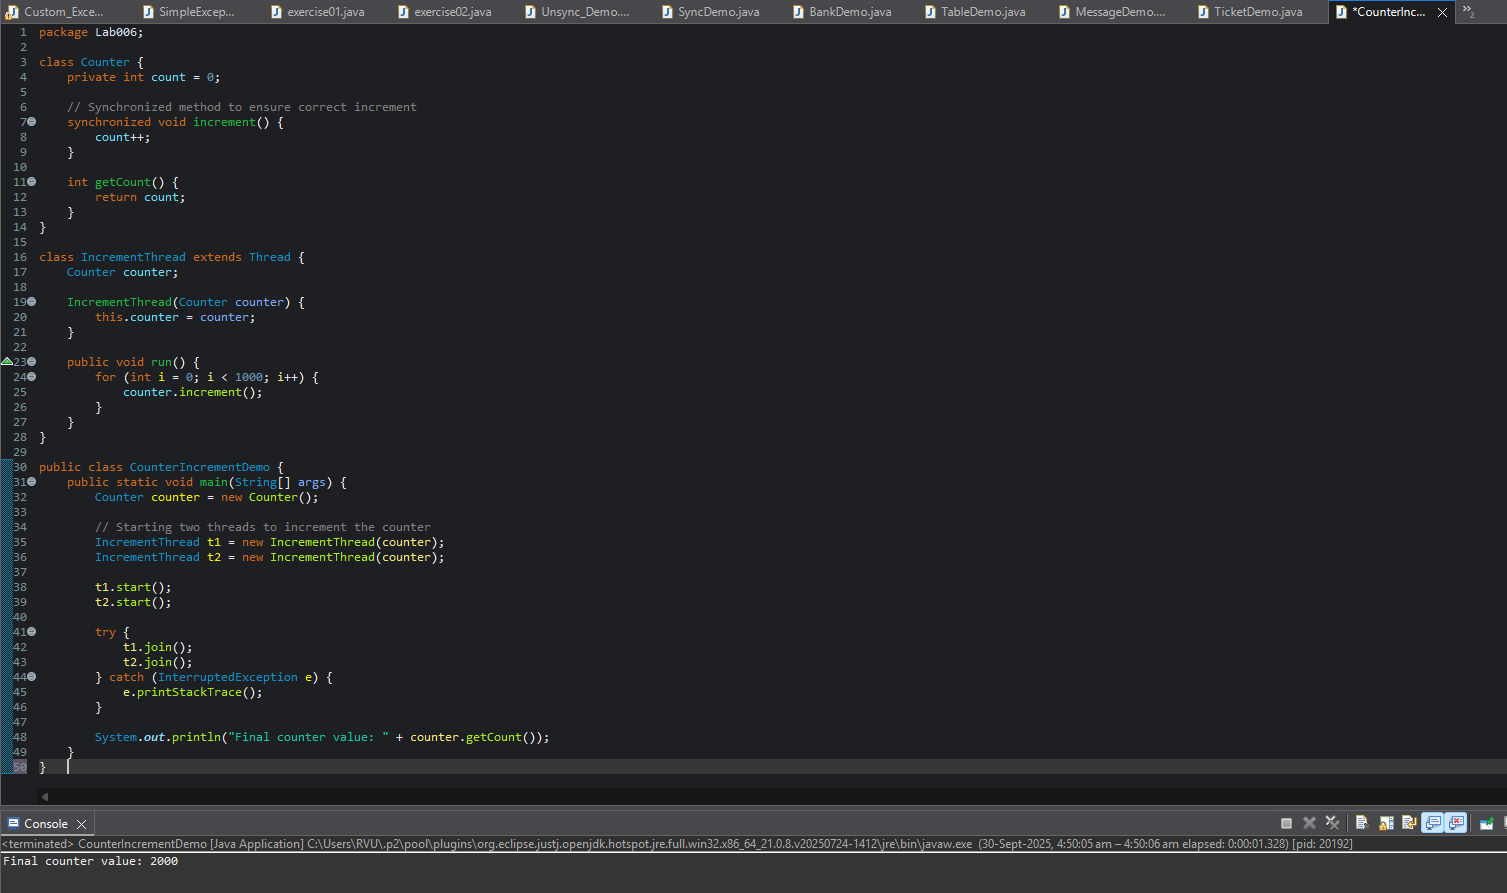 Custom_Exce... SimpleExcep... exercise01.java exercise02.java Unsync_Demo.... SyncDemo.java BankDemo.java TableDemo.java MessageDemo.... TicketDemo.java *CounterInc... »2
1 package Lab006;
2
3 class Counter {
4     private int count = 0;
5
6     // Synchronized method to ensure correct increment
7     synchronized void increment() {
8         count++;
9     }
10
11     int getCount() {
12         return count;
13     }
14 }
15
16 class IncrementThread extends Thread {
17     Counter counter;
18
19     IncrementThread(Counter counter) {
20         this.counter = counter;
21     }
22
23     public void run() {
24         for (int i = 0; i < 1000; i++) {
25             counter.increment();
26         }
27     }
28 }
29
30 public class CounterIncrementDemo {
31     public static void main(String[] args) {
32         Counter counter = new Counter();
33
34         // Starting two threads to increment the counter
35         IncrementThread t1 = new IncrementThread(counter);
36         IncrementThread t2 = new IncrementThread(counter);
37
38         t1.start();
39         t2.start();
40
41         try {
42             t1.join();
43             t2.join();
44         } catch (InterruptedException e) {
45             e.printStackTrace();
46         }
47
48         System.out.println("Final counter value: " + counter.getCount());
49     }
50 }
Console
<terminated> CounterIncrementDemo [Java Application] C:\Users\RVU\.p2\pool\plugins\org.eclipse.justj.openjdk.hotspot.jre.full.win32.x86_64_21.0.8.v20250724-1412\jre\bin\javaw.exe (30-Sept-2025, 4:50:05 am – 4:50:06 am elapsed: 0:00:01.328) [pid: 20192]
Final counter value: 2000